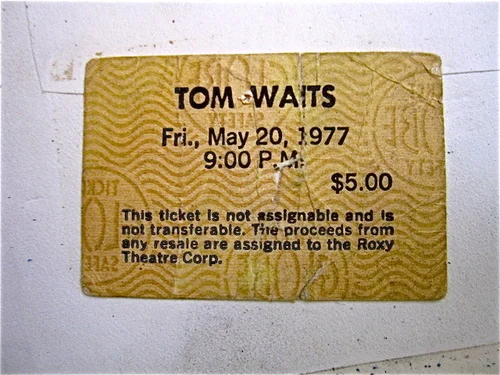 TOM WAITS
Fri., May 20, 1977
9:00 P.M.
$5.00
This ticket is not assignable and is
not transferable. The proceeds from
any resale are assigned to the Roxy
Theatre Corp.